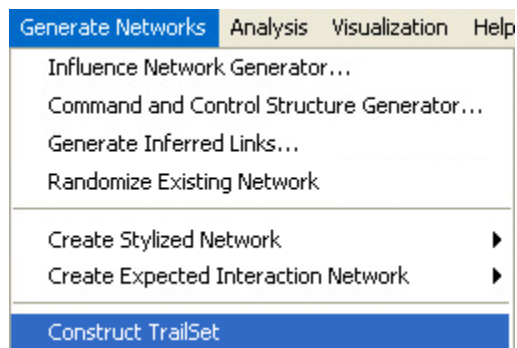 Generate Networks Analysis Visualization Help
Influence Network Generator...
Command and Control Structure Generator...
Generate Inferred Links...
Randomize Existing Network
Create Stylized Network
Create Expected Interaction Network
Construct TrailSet